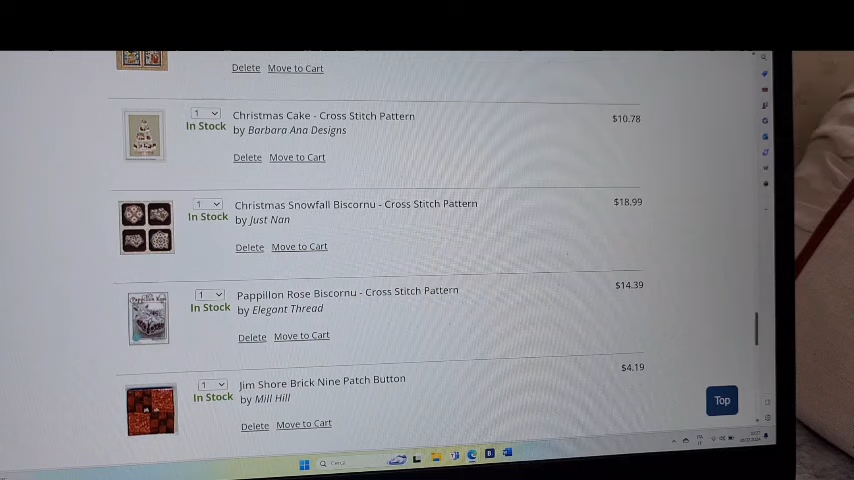 Delete Move to Cart
1
In Stock
Christmas Cake - Cross Stitch Pattern
by Barbara Ana Designs
$10.78
Delete Move to Cart
1
In Stock
Christmas Snowfall Biscornu - Cross Stitch Pattern
by Just Nan
$18.99
Delete Move to Cart
1
In Stock
Pappillon Rose Biscornu - Cross Stitch Pattern
by Elegant Thread
$14.39
Delete Move to Cart
1
In Stock
Jim Shore Brick Nine Patch Button
by Mill Hill
$4.19
Delete Move to Cart
Top
Cerca